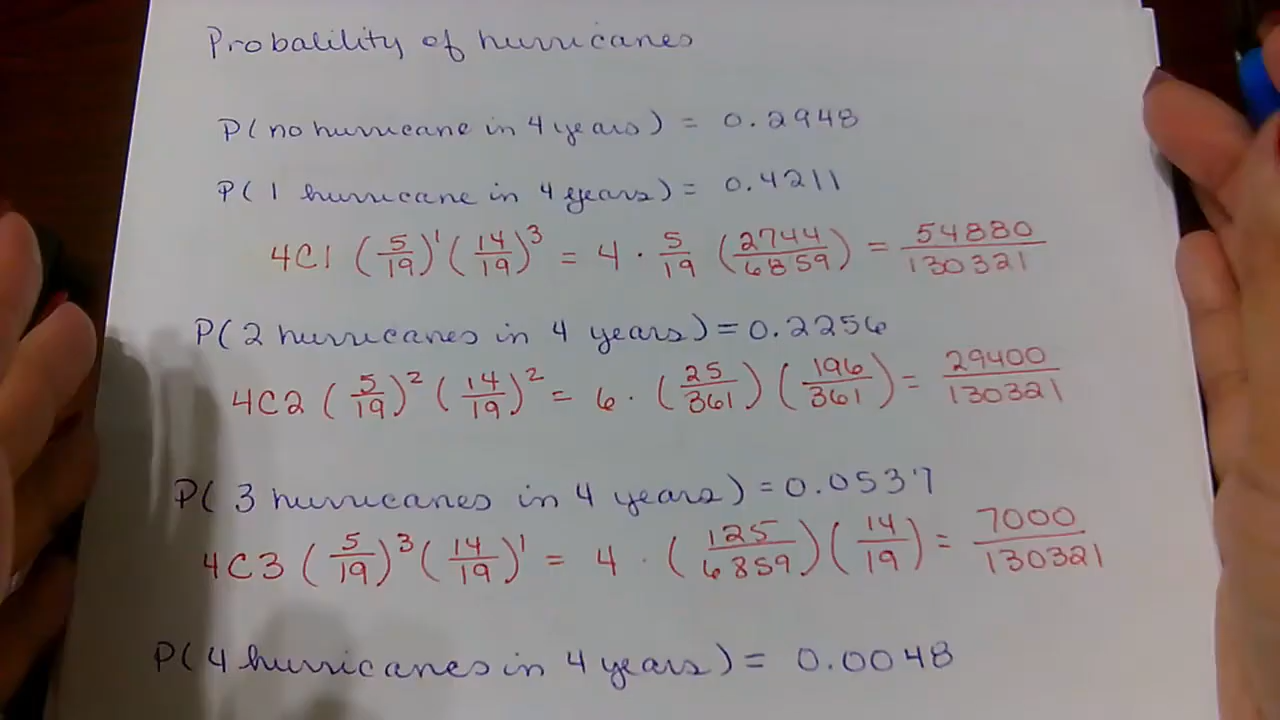 Probability of hurricanes
P( no hurricane in 4 years ) = 0.2948
P( 1 hurricane in 4 years ) = 0.4211
4C1 (5/19)^1 (14/19)^3 = 4 · 5/19 (2744/6859) = 54880/130321
P( 2 hurricanes in 4 years ) = 0.2256
4C2 (5/19)^2 (14/19)^2 = 6 · (25/361) (196/361) = 29400/130321
P( 3 hurricanes in 4 years ) = 0.0537
4C3 (5/19)^3 (14/19)^1 = 4 · (125/6859) (14/19) = 7000/130321
P( 4 hurricanes in 4 years ) = 0.0048